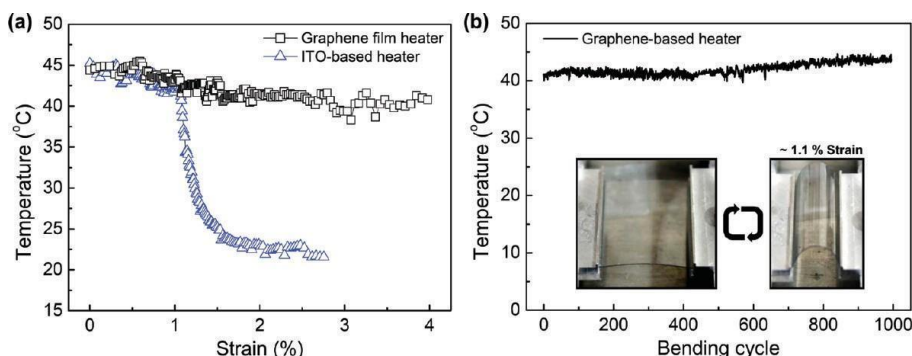 (a)
50
45
40
35
30
25
20
15
Temperature (°C)
Graphene film heater
ITO-based heater
0 1 2 3 4
Strain (%)
(b)
50
40
30
20
10
0
Temperature (°C)
Graphene-based heater
~ 1.1 % Strain
0 200 400 600 800 1000
Bending cycle